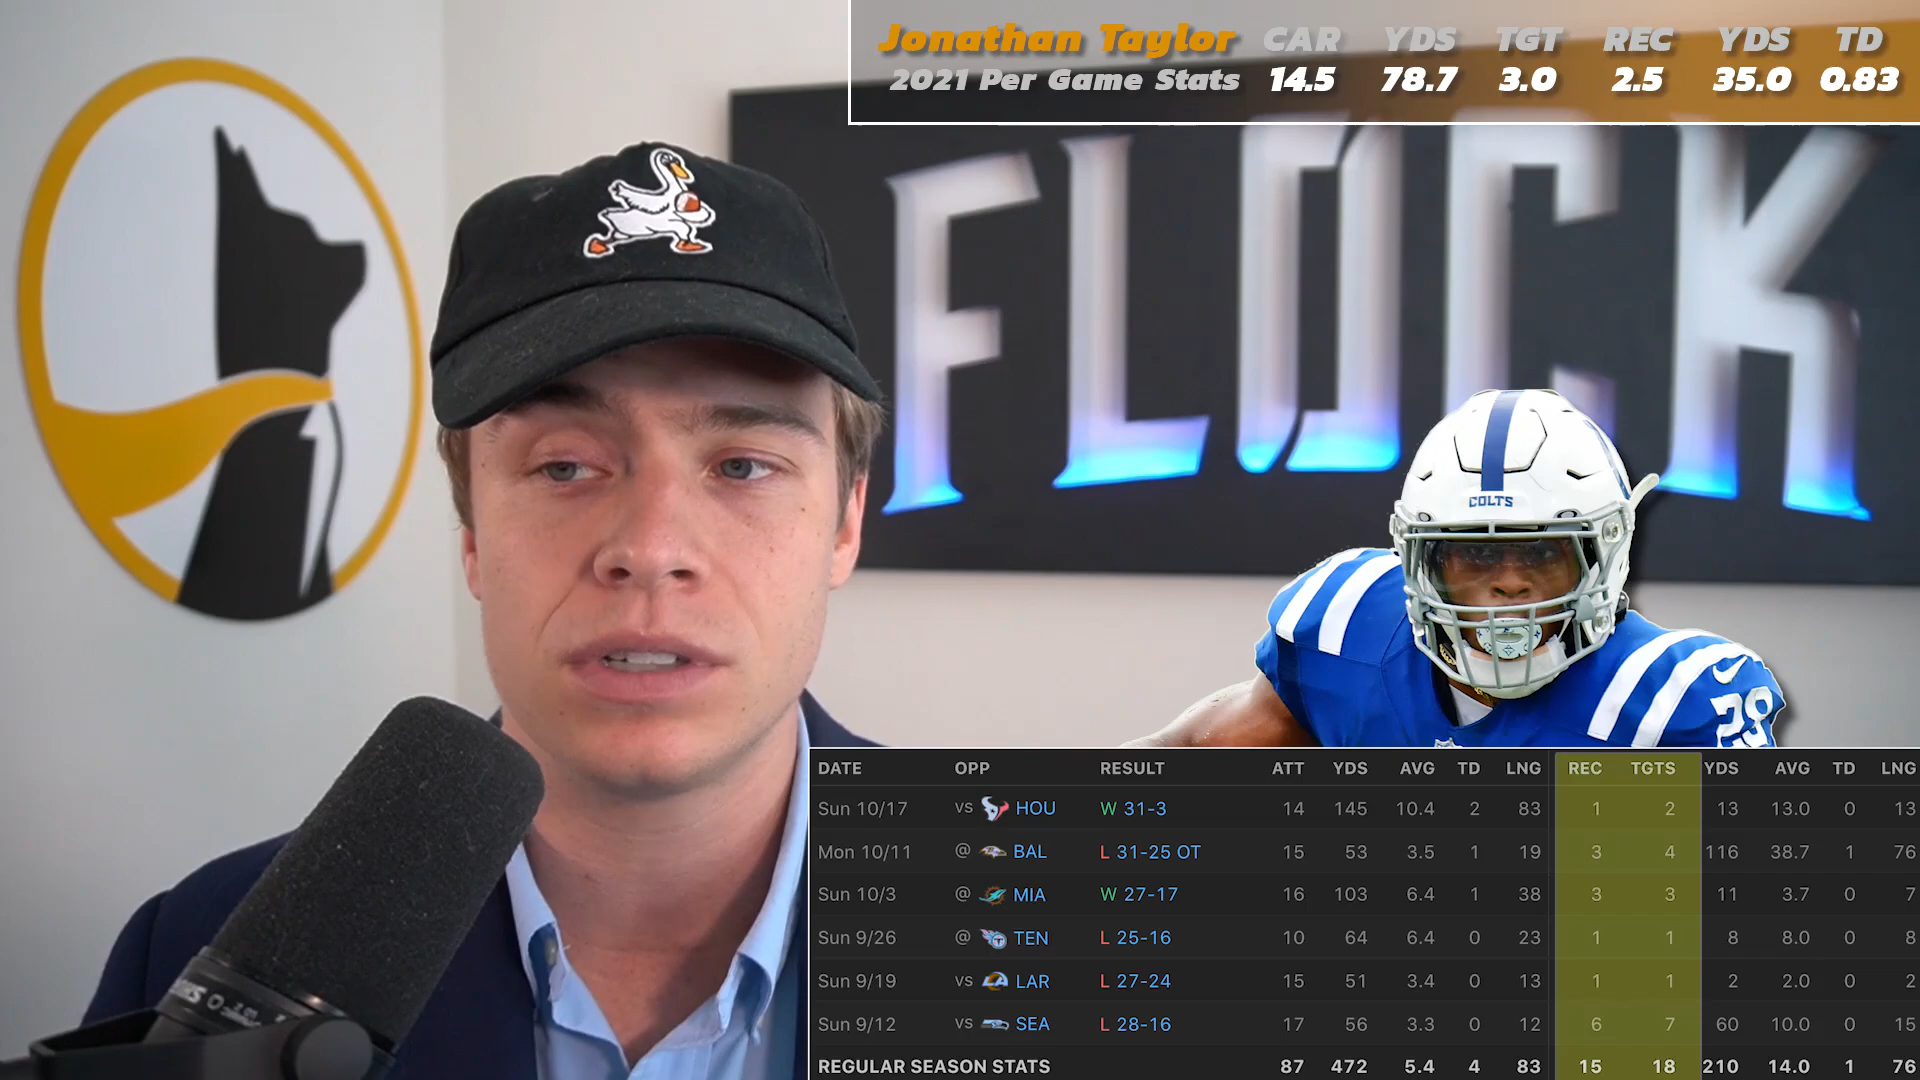 Jonathan Taylor CAR YDS TGT REC YDS TD
2021 Per Game Stats 14.5 78.7 3.0 2.5 35.0 0.83
FLOCK
COLTS
28
DATE OPP RESULT ATT YDS AVG TD LNG REC TGTS YDS AVG TD LNG
Sun 10/17 vs HOU W 31-3 14 145 10.4 2 83 1 2 13 13.0 0 13
Mon 10/11 @ BAL L 31-25 OT 15 53 3.5 1 19 3 4 116 38.7 1 76
Sun 10/3 @ MIA W 27-17 16 103 6.4 1 38 3 3 11 3.7 0 7
Sun 9/26 @ TEN L 25-16 10 64 6.4 0 23 1 1 8 8.0 0 8
Sun 9/19 vs LAR L 27-24 15 51 3.4 0 13 1 1 2 2.0 0 2
Sun 9/12 vs SEA L 28-16 17 56 3.3 0 12 6 7 60 10.0 0 15
REGULAR SEASON STATS 87 472 5.4 4 83 15 18 210 14.0 1 76